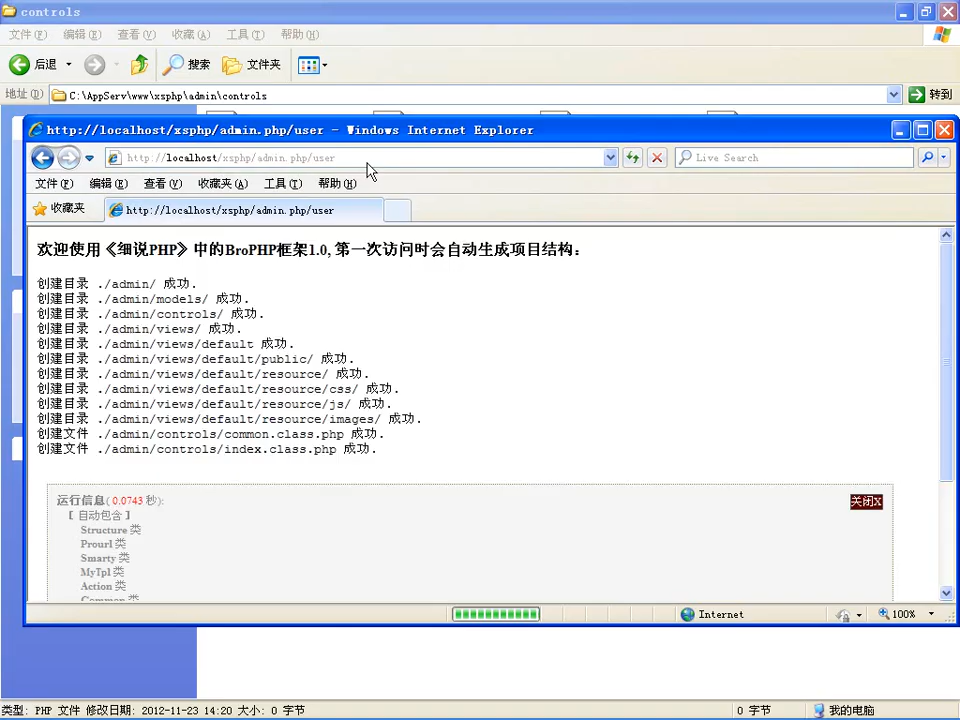 controls
文件(F) 编辑(E) 查看(V) 收藏(A) 工具(T) 帮助(H)
后退 搜索 文件夹
地址(D) C:\AppServ\www\xsphp\admin\controls 转到
http://localhost/xsphp/admin.php/user - Windows Internet Explorer
http://localhost/xsphp/admin.php/user Live Search
文件(F) 编辑(E) 查看(V) 收藏夹(A) 工具(T) 帮助(H)
收藏夹 http://localhost/xsphp/admin.php/user
欢迎使用《细说PHP》中的BroPHP框架1.0, 第一次访问时会自动生成项目结构：
创建目录 ./admin/ 成功.
创建目录 ./admin/models/ 成功.
创建目录 ./admin/controls/ 成功.
创建目录 ./admin/views/ 成功.
创建目录 ./admin/views/default 成功.
创建目录 ./admin/views/default/public/ 成功.
创建目录 ./admin/views/default/resource/ 成功.
创建目录 ./admin/views/default/resource/css/ 成功.
创建目录 ./admin/views/default/resource/js/ 成功.
创建目录 ./admin/views/default/resource/images/ 成功.
创建文件 ./admin/controls/common.class.php 成功.
创建文件 ./admin/controls/index.class.php 成功.
运行信息( 0.0743 秒): 关闭X
[ 自动包含 ]
Structure 类
Prourl 类
Smarty 类
MyTpl 类
Action 类
Common 类
Internet 100%
类型: PHP 文件 修改日期: 2012-11-23 14:20 大小: 0 字节 0 字节 我的电脑